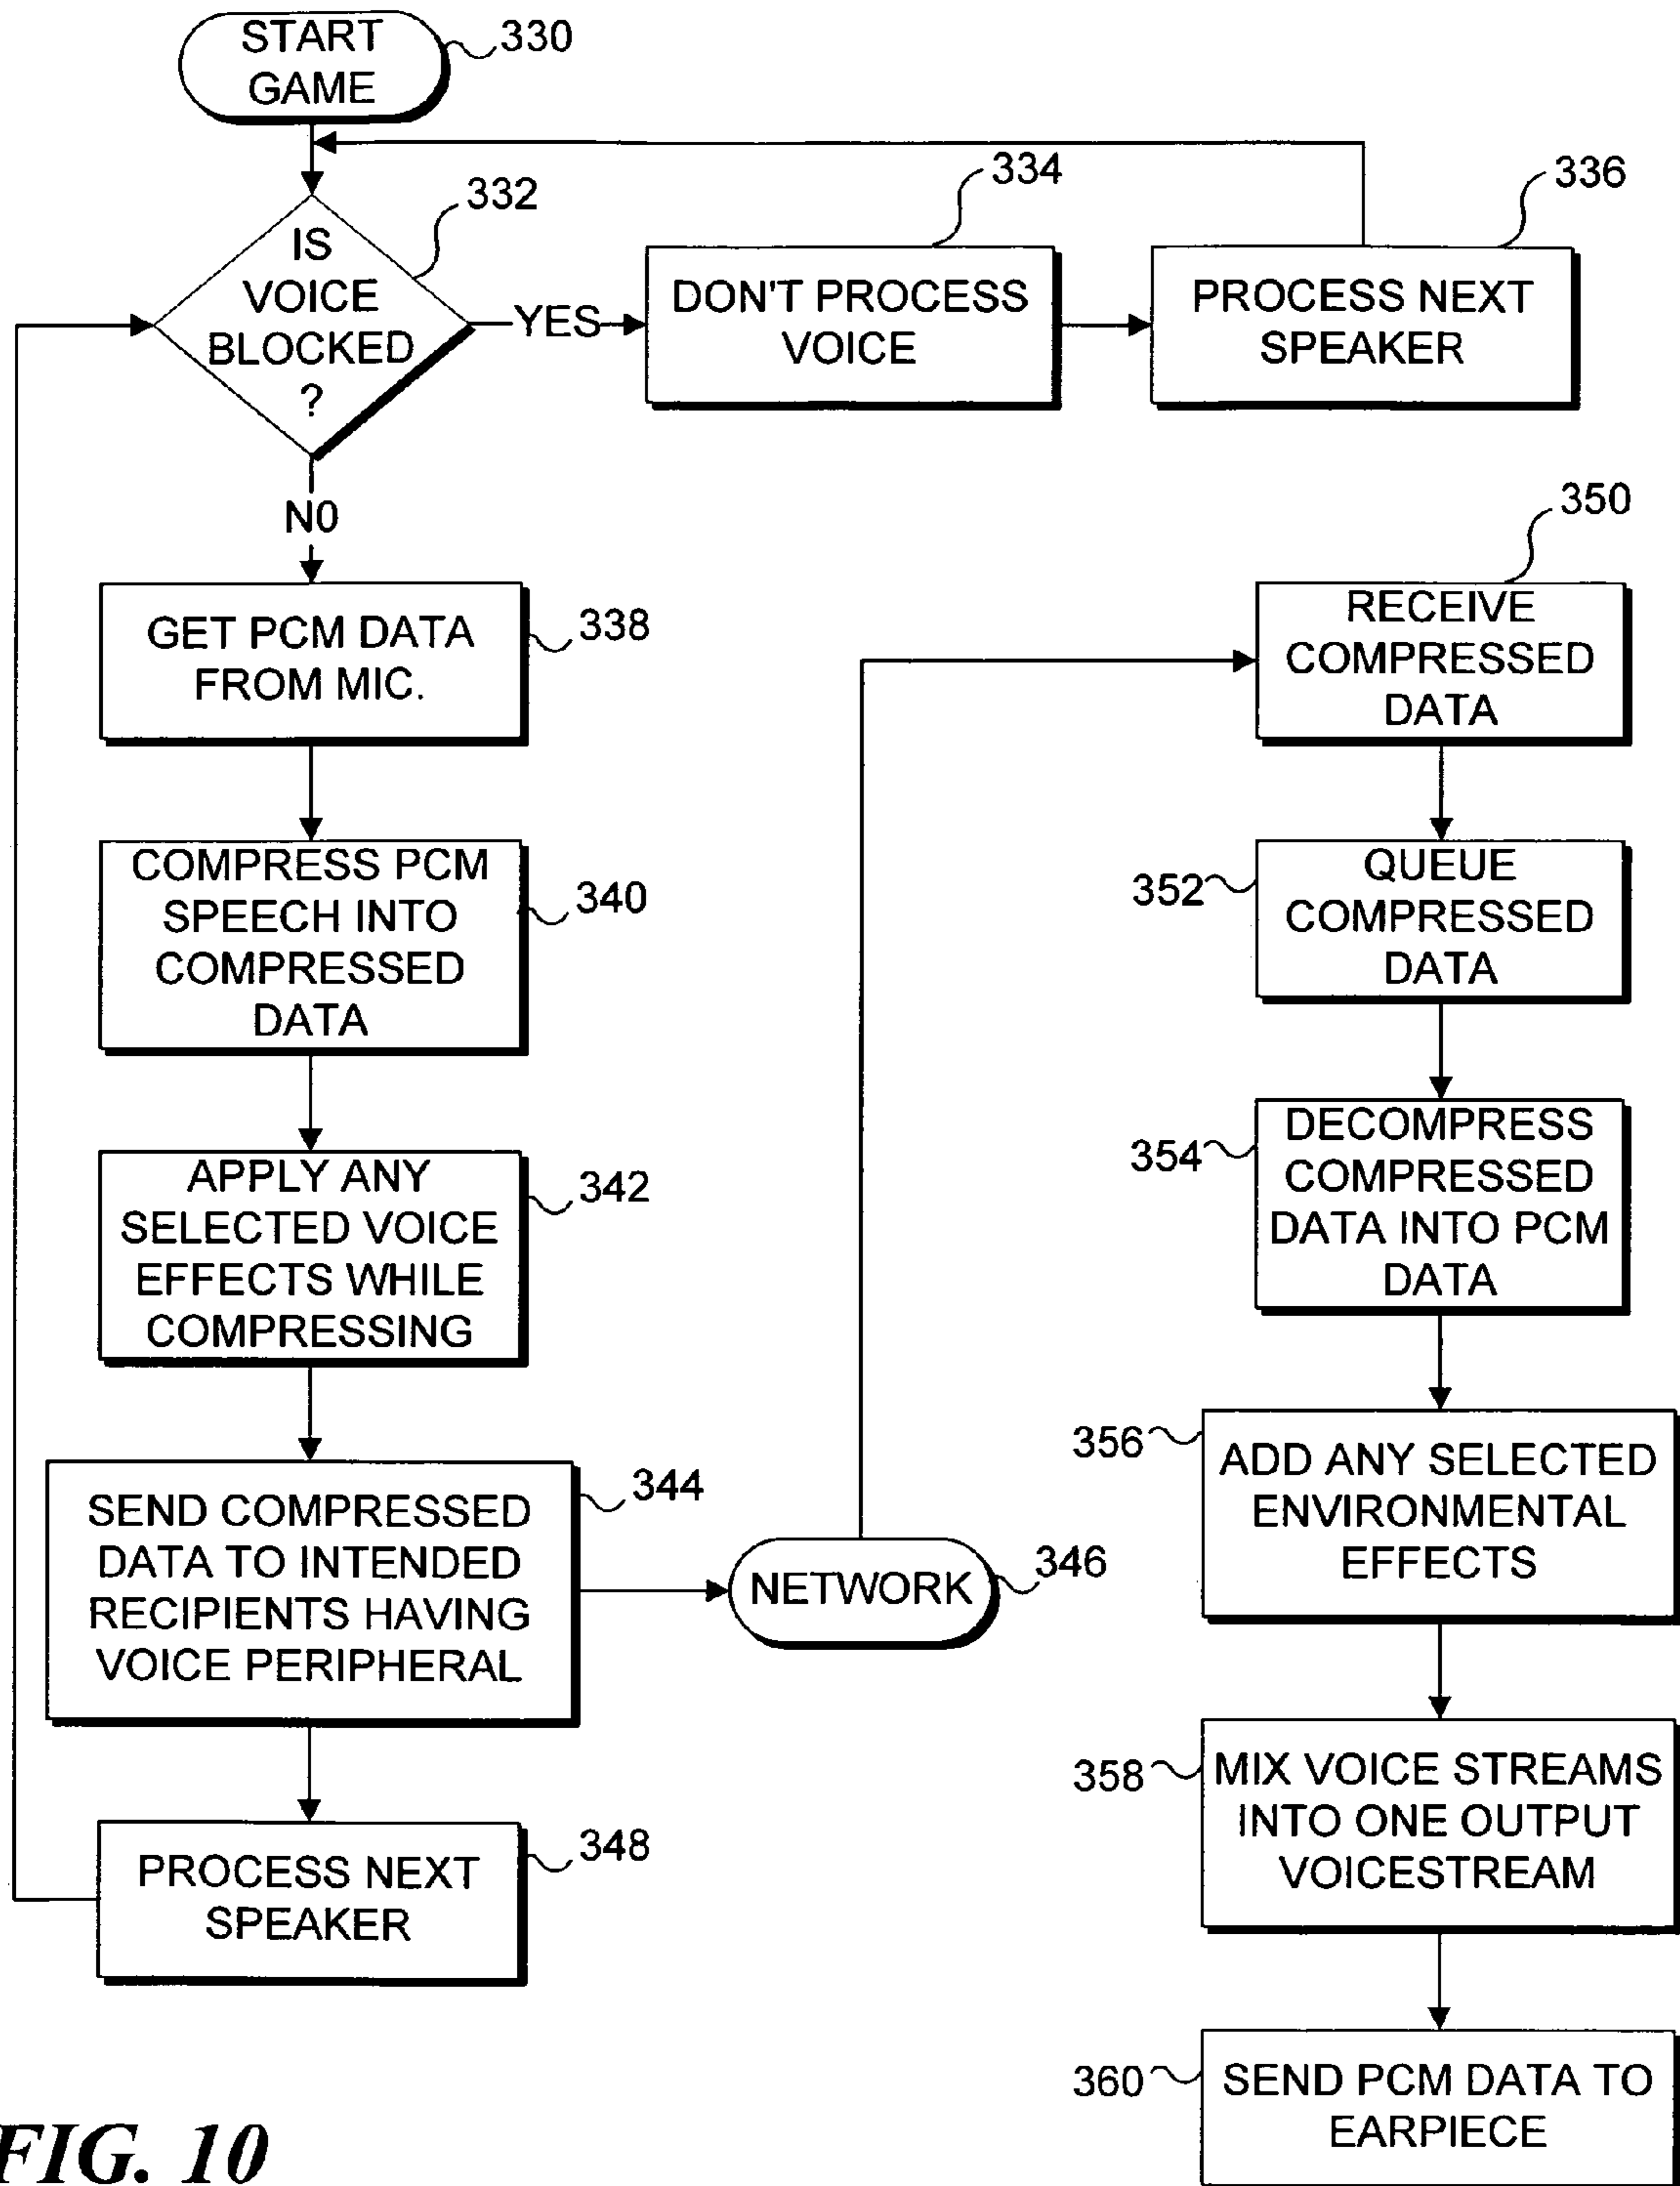 START
GAME
330
332
IS
VOICE
BLOCKED
?
YES
334
DON'T PROCESS
VOICE
336
PROCESS NEXT
SPEAKER
N0
GET PCM DATA
FROM MIC.
338
COMPRESS PCM
SPEECH INTO
COMPRESSED
DATA
340
APPLY ANY
SELECTED VOICE
EFFECTS WHILE
COMPRESSING
342
SEND COMPRESSED
DATA TO INTENDED
RECIPIENTS HAVING
VOICE PERIPHERAL
344
NETWORK
346
PROCESS NEXT
SPEAKER
348
350
RECEIVE
COMPRESSED
DATA
352
QUEUE
COMPRESSED
DATA
354
DECOMPRESS
COMPRESSED
DATA INTO PCM
DATA
356
ADD ANY SELECTED
ENVIRONMENTAL
EFFECTS
358
MIX VOICE STREAMS
INTO ONE OUTPUT
VOICESTREAM
360
SEND PCM DATA TO
EARPIECE
FIG. 10